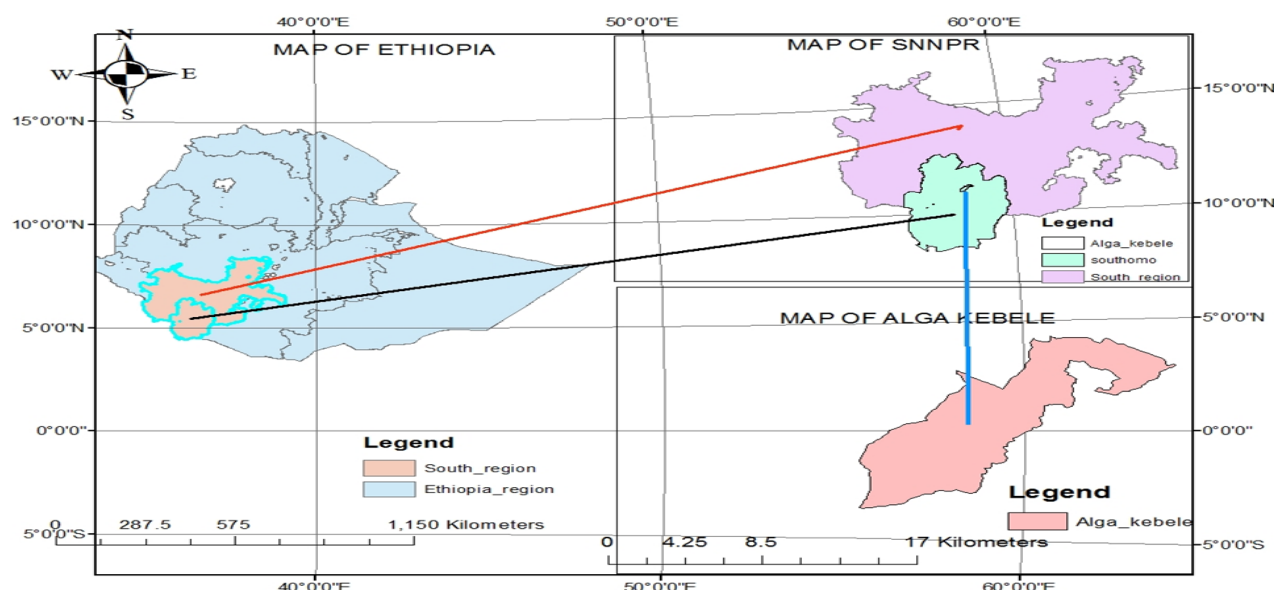 40°0'0"E
50°0'0"E
60°0'0"E
N
W
E
S
MAP OF ETHIOPIA
MAP OF SNNPR
15°0'0"N
15°0'0"N
10°0'0"N
10°0'0"N
Legend
Alga_kebele
southomo
South_region
5°0'0"N
5°0'0"N
MAP OF ALGA KEBELE
0°0'0"
0°0'0"
Legend
South_region
Ethiopia_region
0 287.5 575 1,150 Kilometers
Legend
Alga_kebele
5°0'0"S
5°0'0"S
0 4.25 8.5 17 Kilometers
40°0'0"E
50°0'0"E
60°0'0"E